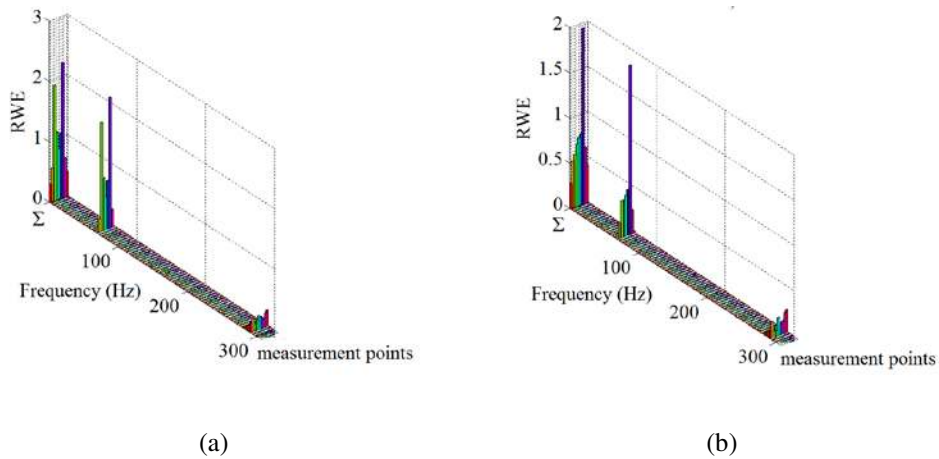 3
2
1
0
RWE
Σ
100
200
300
Frequency (Hz)
measurement points
(a)
2
1.5
1
0.5
0
RWE
Σ
100
200
300
Frequency (Hz)
measurement points
(b)